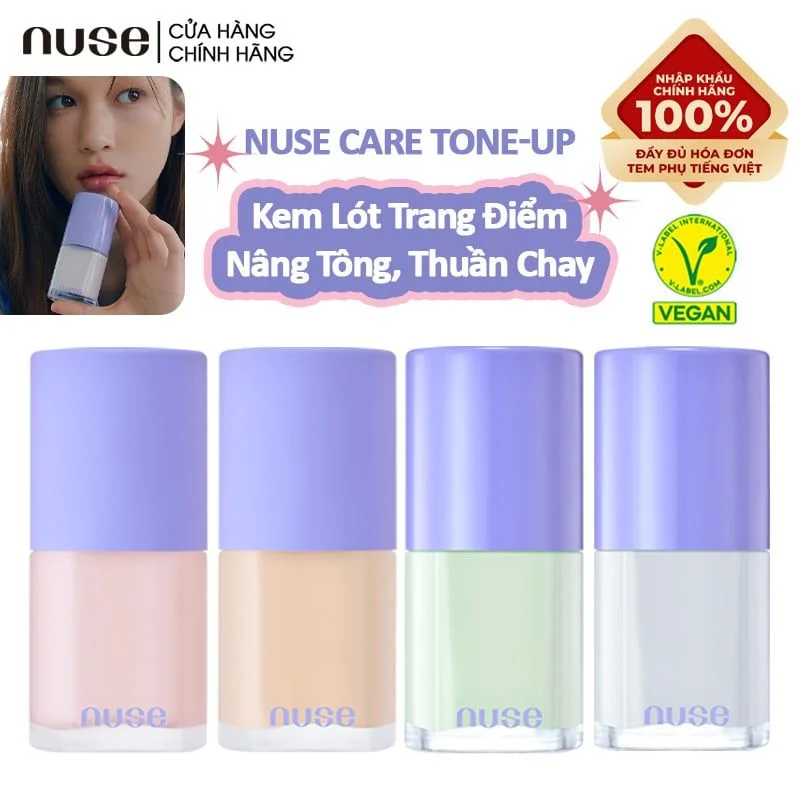 nuse
CỬA HÀNG
CHÍNH HÃNG
NHẬP KHẨU
CHÍNH HÃNG
100%
ĐẦY ĐỦ HÓA ĐƠN
TEM PHỤ TIẾNG VIỆT
NUSE CARE TONE-UP
Kem Lót Trang Điểm
Nâng Tông, Thuần Chay
V-LABEL INTERNATIONAL
V-LABEL.COM
VEGAN
nuse
nuse
nuse
nuse